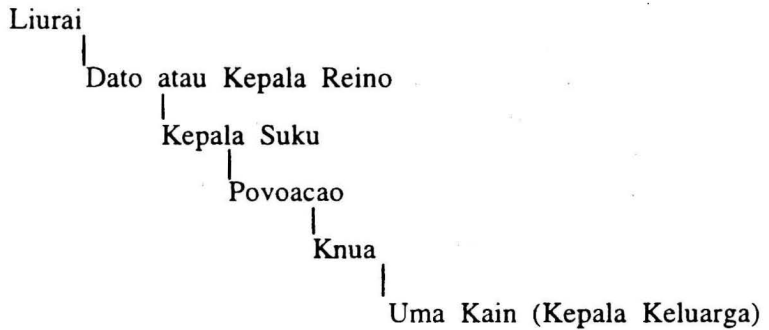 Liurai
Dato atau Kepala Reino
Kepala Suku
Povoacao
Knua
Uma Kain (Kepala Keluarga)